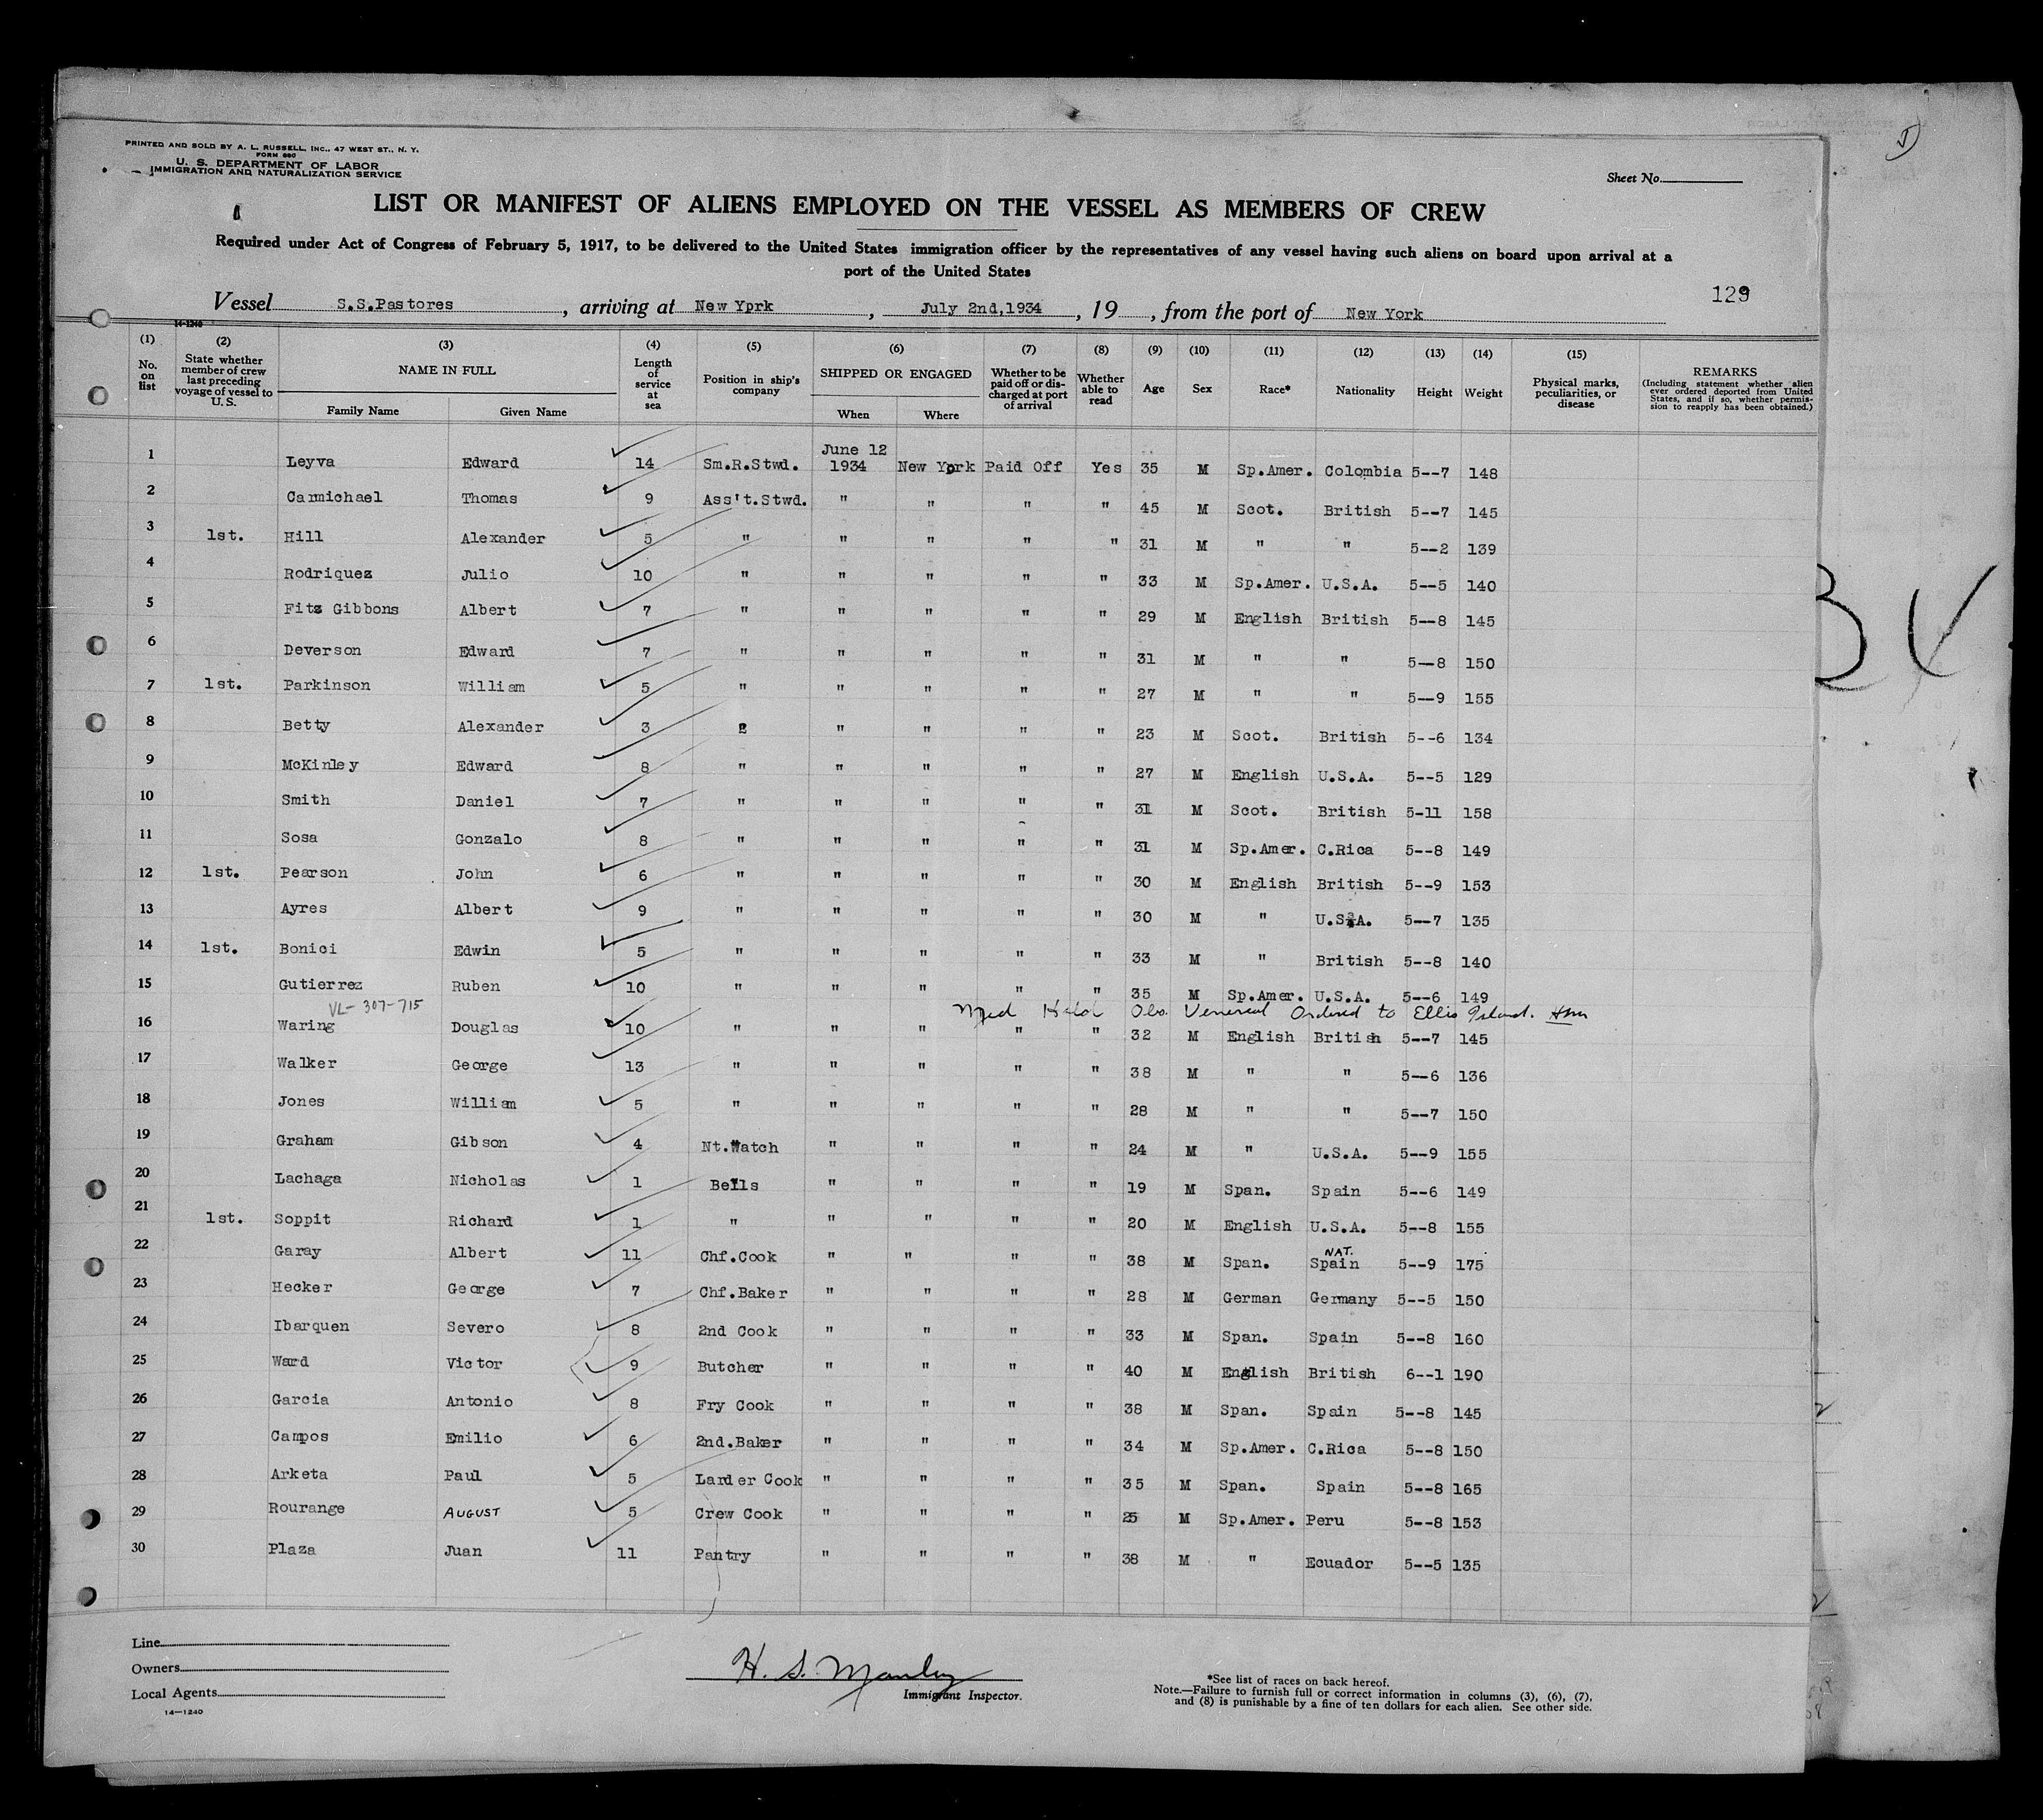 PRINTED AND SOLD BY A. L. RUSSELL, INC., 47 WEST ST., N. Y.
FORM 680
U. S. DEPARTMENT OF LABOR
IMMIGRATION AND NATURALIZATION SERVICE
Sheet No.
LIST OR MANIFEST OF ALIENS EMPLOYED ON THE VESSEL AS MEMBERS OF CREW
Required under Act of Congress of February 5, 1917, to be delivered to the United States immigration officer by the representatives of any vessel having such aliens on board upon arrival at a
port of the United States
129
Vessel S.S.Pastores, arriving at New Yprk, July 2nd,1934, 19, from the port of New York
14-1240
(1) (2) (3) (4) (5) (6) (7) (8) (9) (10) (11) (12) (13) (14) (15)
No. on list State whether member of crew last preceding voyage of vessel to U. S. NAME IN FULL Family Name Given Name Length of service at sea Position in ship's company SHIPPED OR ENGAGED When Where Whether to be paid off or discharged at port of arrival Whether able to read Age Sex Race* Nationality Height Weight Physical marks, peculiarities, or disease REMARKS (Including statement whether alien ever ordered deported from United States, and if so, whether permission to reapply has been obtained.)
1 Leyva Edward 14 Sm.R.Stwd. June 12 1934 New York Paid Off Yes 35 M Sp.Amer. Colombia 5--7 148
2 Carmichael Thomas 9 Ass't.Stwd. " " " " 45 M Scot. British 5--7 145
3 1st. Hill Alexander 5 " " " " " 31 M " " 5--2 139
4 Rodriquez Julio 10 " " " " " 33 M Sp.Amer. U.S.A. 5--5 140
5 Fitz Gibbons Albert 7 " " " " " 29 M English British 5--8 145
6 Deverson Edward 7 " " " " " 31 M " " 5--8 150
7 1st. Parkinson William 5 " " " " " 27 M " " 5--9 155
8 Betty Alexander 3 " " " " 23 M Scot. British 5--6 134
9 McKinley Edward 8 " " " " " 27 M English U.S.A. 5--5 129
10 Smith Daniel 7 " " " " " 31 M Scot. British 5-11 158
11 Sosa Gonzalo 8 " " " " " 31 M Sp.Amer. C.Rica 5--8 149
12 1st. Pearson John 6 " " " " " 30 M English British 5--9 153
13 Ayres Albert 9 " " " " " 30 M " U.S.A. 5--7 135
14 1st. Bonici Edwin 5 " " " " " 33 M " British 5--8 140
15 Gutierrez Ruben 10 " " " " " 35 M Sp.Amer. U.S.A. 5--6 149
VL- 307-715 Med Held Obs. Venereal Ordered to Ellis Island.
16 Waring Douglas 10 " " " " " 32 M English British 5--7 145
17 Walker George 13 " " " " " 38 M " " 5--6 136
18 Jones William 5 " " " " " 28 M " " 5--7 150
19 Graham Gibson 4 Nt.Watch " " " " 24 M " U.S.A. 5--9 155
20 Lachaga Nicholas 1 Bells " " " " 19 M Span. Spain 5--6 149
21 1st. Soppit Richard 1 " " " " " 20 M English U.S.A. 5--8 155
22 Garay Albert 11 Chf.Cook " " " " 38 M Span. NAT. Spain 5--9 175
23 Hecker George 7 Chf.Baker " " " " 28 M German Germany 5--5 150
24 Ibarquen Severo 8 2nd Cook " " " " 33 M Span. Spain 5--8 160
25 Ward Victor 9 Butcher " " " " 40 M English British 6--1 190
26 Garcia Antonio 8 Fry Cook " " " " 38 M Span. Spain 5--8 145
27 Campos Emilio 6 2nd.Baker " " " " 34 M Sp.Amer. C.Rica 5--8 150
28 Arketa Paul 5 Larder Cook " " " " 35 M Span. Spain 5--8 165
29 Rourange AUGUST 5 Crew Cook " " " " 25 M Sp.Amer. Peru 5--8 153
30 Plaza Juan 11 Pantry " " " " 38 M " Ecuador 5--5 135
Line
Owners
Local Agents
14-1240
H. S. Manley
Immigrant Inspector.
*See list of races on back hereof.
Note.—Failure to furnish full or correct information in columns (3), (6), (7),
and (8) is punishable by a fine of ten dollars for each alien. See other side.